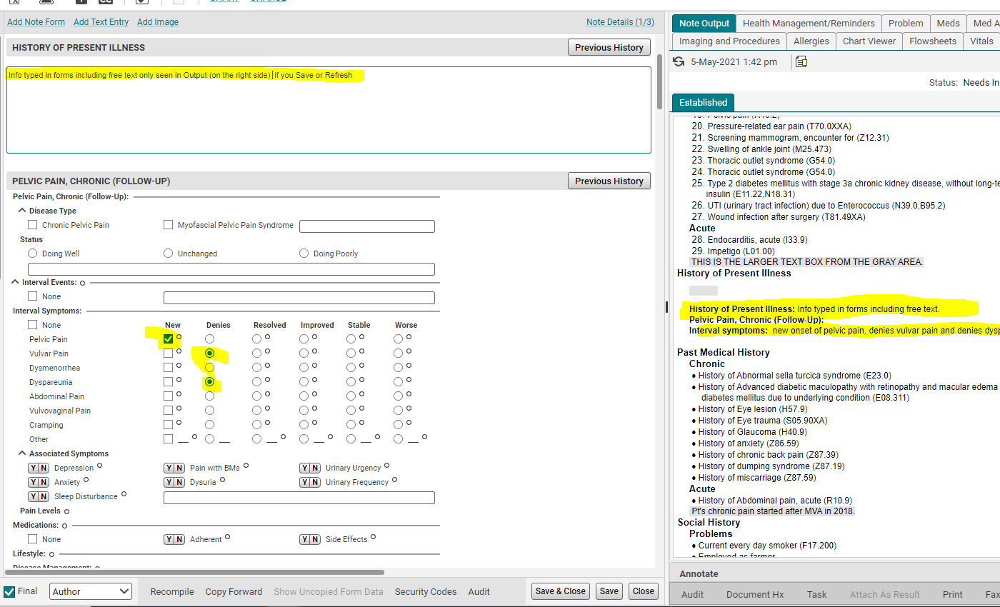 Add Note Form Add Text Entry Add Image Note Details (1/3)
HISTORY OF PRESENT ILLNESS Previous History
Info typed in forms including free text only seen in Output (on the right side) if you Save or Refresh
PELVIC PAIN, CHRONIC (FOLLOW-UP) Previous History
Pelvic Pain, Chronic (Follow-Up):
Disease Type
Chronic Pelvic Pain Myofascial Pelvic Pain Syndrome
Status
Doing Well Unchanged Doing Poorly
Interval Events:
None
Interval Symptoms:
None New Denies Resolved Improved Stable Worse
Pelvic Pain
Vulvar Pain
Dysmenorrhea
Dyspareunia
Abdominal Pain
Vulvovaginal Pain
Cramping
Other
Associated Symptoms
Y N Depression Y N Pain with BMs Y N Urinary Urgency
Y N Anxiety Y N Dysuria Y N Urinary Frequency
Y N Sleep Disturbance
Pain Levels
Medications:
None Y N Adherent Y N Side Effects
Lifestyle:
Disease Management:
Final Author Recompile Copy Forward Show Uncopied Form Data Security Codes Audit Save & Close Save Close
Note Output Health Management/Reminders Problem Meds Med A
Imaging and Procedures Allergies Chart Viewer Flowsheets Vitals
5-May-2021 1:42 pm
Status: Needs In
Established
20. Pressure-related ear pain (T70.0XXA)
21. Screening mammogram, encounter for (Z12.31)
22. Swelling of ankle joint (M25.473)
23. Thoracic outlet syndrome (G54.0)
24. Thoracic outlet syndrome (G54.0)
25. Type 2 diabetes mellitus with stage 3a chronic kidney disease, without long-te
insulin (E11.22,N18.31)
26. UTI (urinary tract infection) due to Enterococcus (N39.0,B95.2)
27. Wound infection after surgery (T81.49XA)
Acute
28. Endocarditis, acute (I33.9)
29. Impetigo (L01.00)
THIS IS THE LARGER TEXT BOX FROM THE GRAY AREA.
History of Present Illness
History of Present Illness: Info typed in forms including free text.
Pelvic Pain, Chronic (Follow-Up):
Interval symptoms: new onset of pelvic pain, denies vulvar pain and denies dysp
Past Medical History
Chronic
• History of Abnormal sella turcica syndrome (E23.0)
• History of Advanced diabetic maculopathy with retinopathy and macular edema
diabetes mellitus due to underlying condition (E08.311)
• History of Eye lesion (H57.9)
• History of Eye trauma (S05.90XA)
• History of Glaucoma (H40.9)
• History of anxiety (Z86.59)
• History of chronic back pain (Z87.39)
• History of dumping syndrome (Z87.19)
• History of miscarriage (Z87.59)
Acute
• History of Abdominal pain, acute (R10.9)
Pt's chronic pain started after MVA in 2018.
Social History
Problems
• Current every day smoker (F17.200)
• Employed as farmer
Annotate
Audit Document Hx Task Attach As Result Print Fax